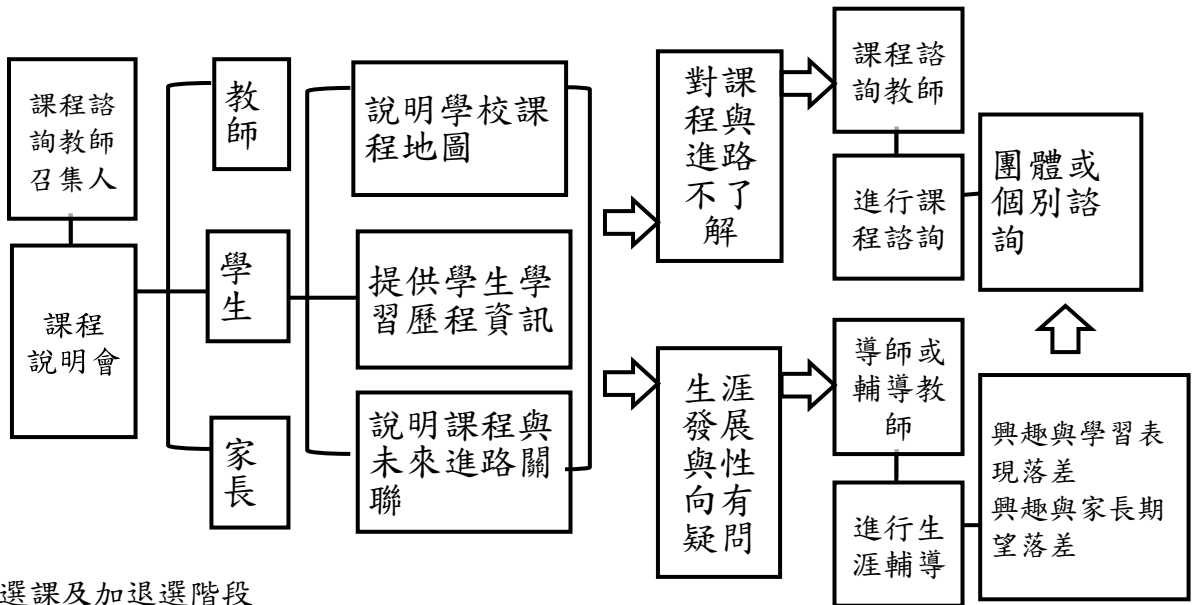 課程諮
詢教師
召集人
課程
說明會
教
師
學
生
家
長
說明學校課
程地圖
提供學生學
習歷程資訊
說明課程與
未來進路關
聯
對課
程與
進路
不了
解
生涯
發展
與性
向有
疑問
課程諮
詢教師
進行課
程諮詢
團體或
個別諮
詢
導師或
輔導教
師
進行生
涯輔導
興趣與學習表
現落差
興趣與家長期
望落差
選課及加退選階段